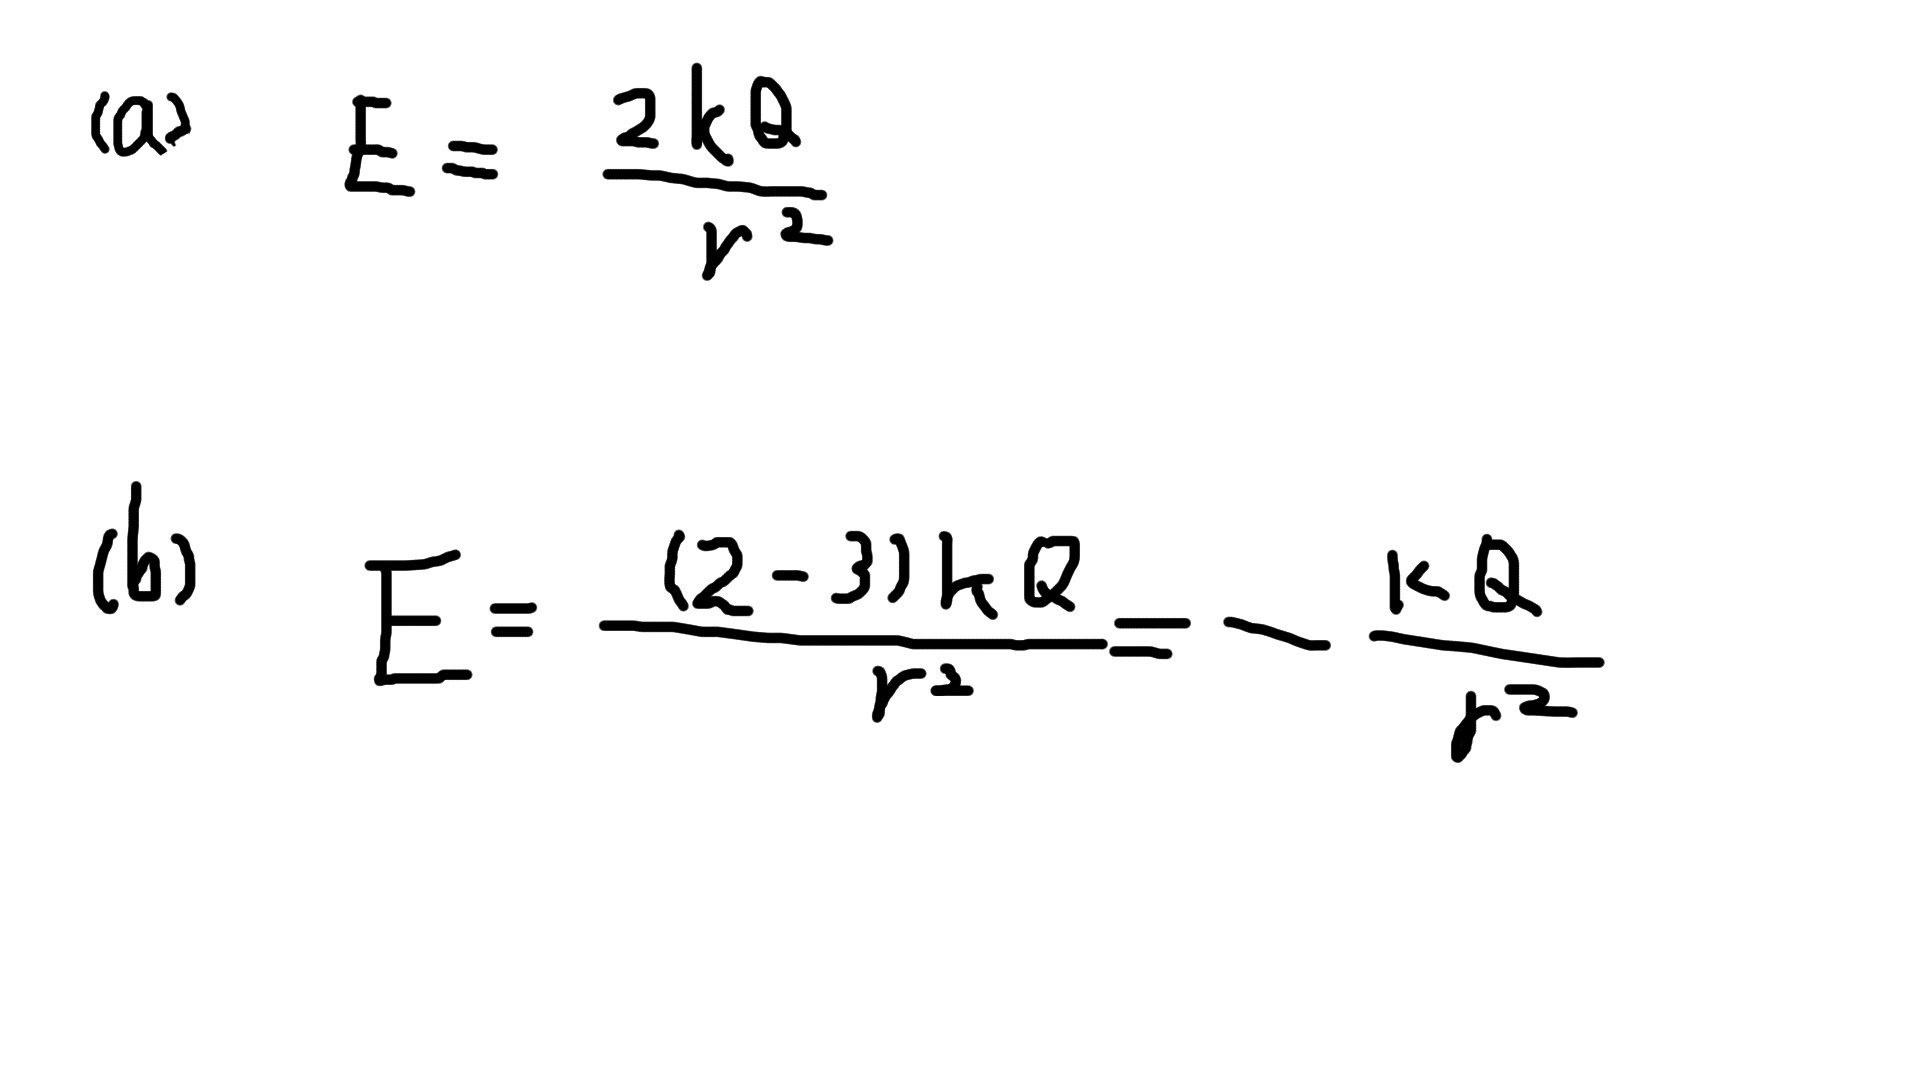 (a) E = 2kQ / r²
(b) E = (2-3)kQ / r² = - kQ / r²